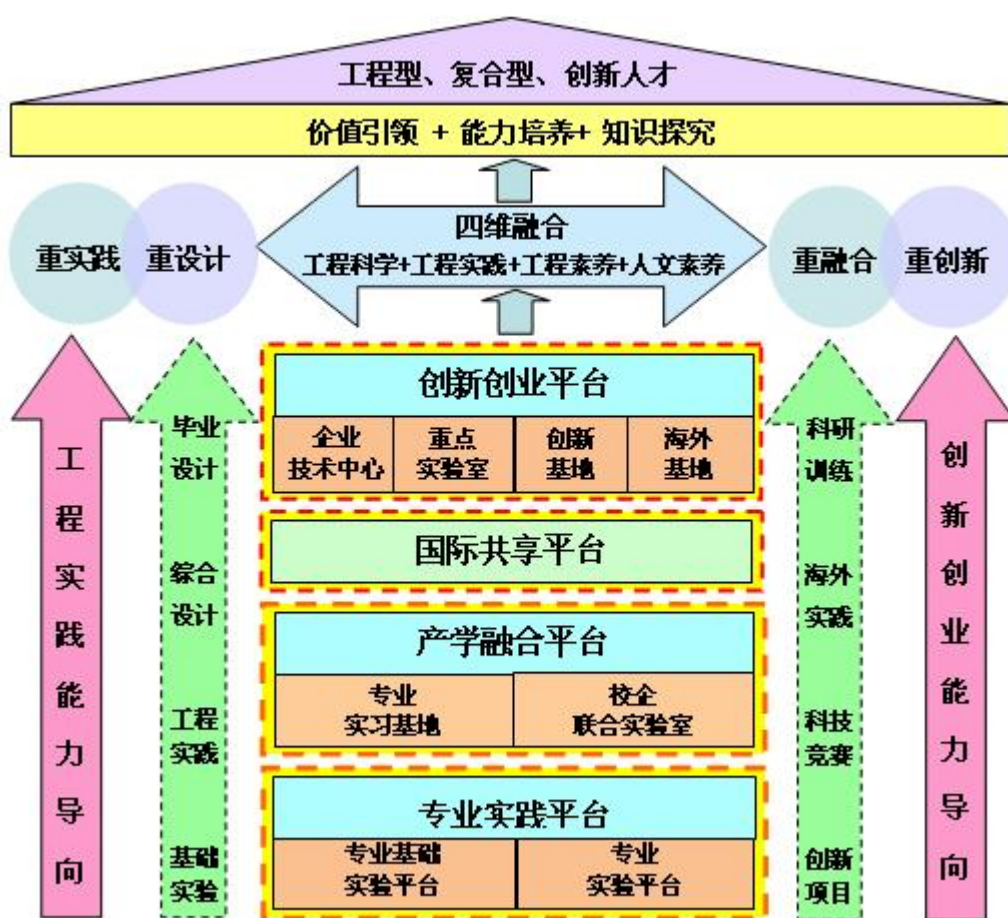 工程型、复合型、创新人才
价值引领 + 能力培养+ 知识探究
重实践
重设计
四维融合
工程科学+工程实践+工程素养+人文素养
重融合
重创新
工程实践能力导向
毕业
设计
综合
设计
工程
实践
基础
实验
创新创业平台
企业
技术中心
重点
实验室
创新
基地
海外
基地
国际共享平台
产学融合平台
专业
实习基地
校企
联合实验室
专业实践平台
专业基础
实验平台
专业
实验平台
科研
训练
海外
实践
科技
竞赛
创新
项目
创新创业能力导向